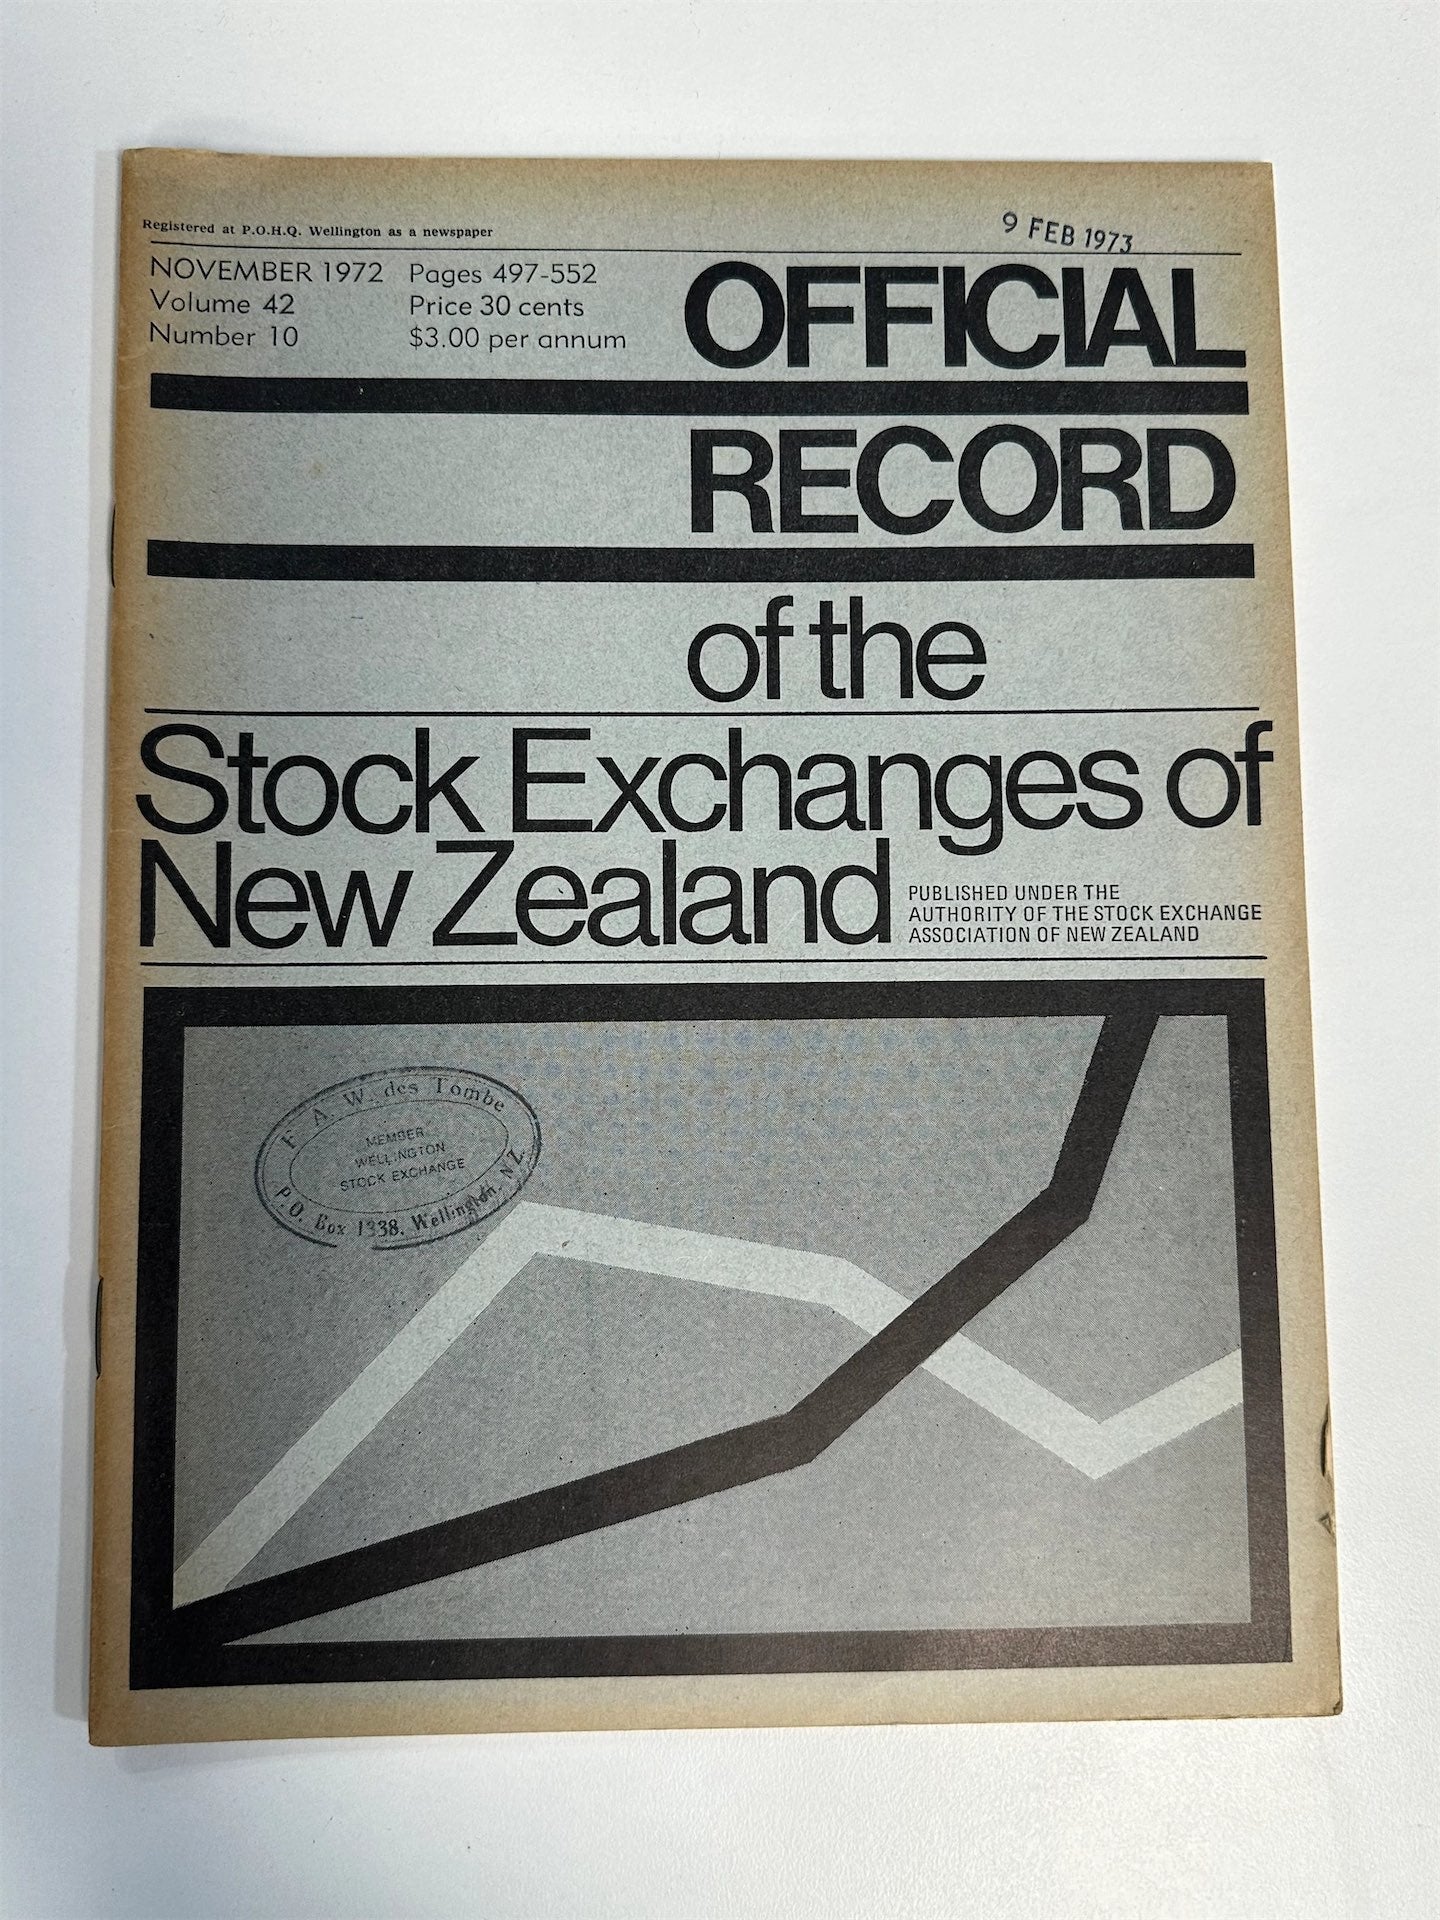 Registered at P.O.H.Q. Wellington as a newspaper
9 FEB 1973
NOVEMBER 1972 Pages 497-552
Volume 42 Price 30 cents
Number 10 $3.00 per annum
OFFICIAL
RECORD
of the
Stock Exchanges of
New Zealand
PUBLISHED UNDER THE
AUTHORITY OF THE STOCK EXCHANGE
ASSOCIATION OF NEW ZEALAND
F. A. W. des Tombe
MEMBER
WELLINGTON
STOCK EXCHANGE
P.O. Box 1338, Wellington, N.Z.